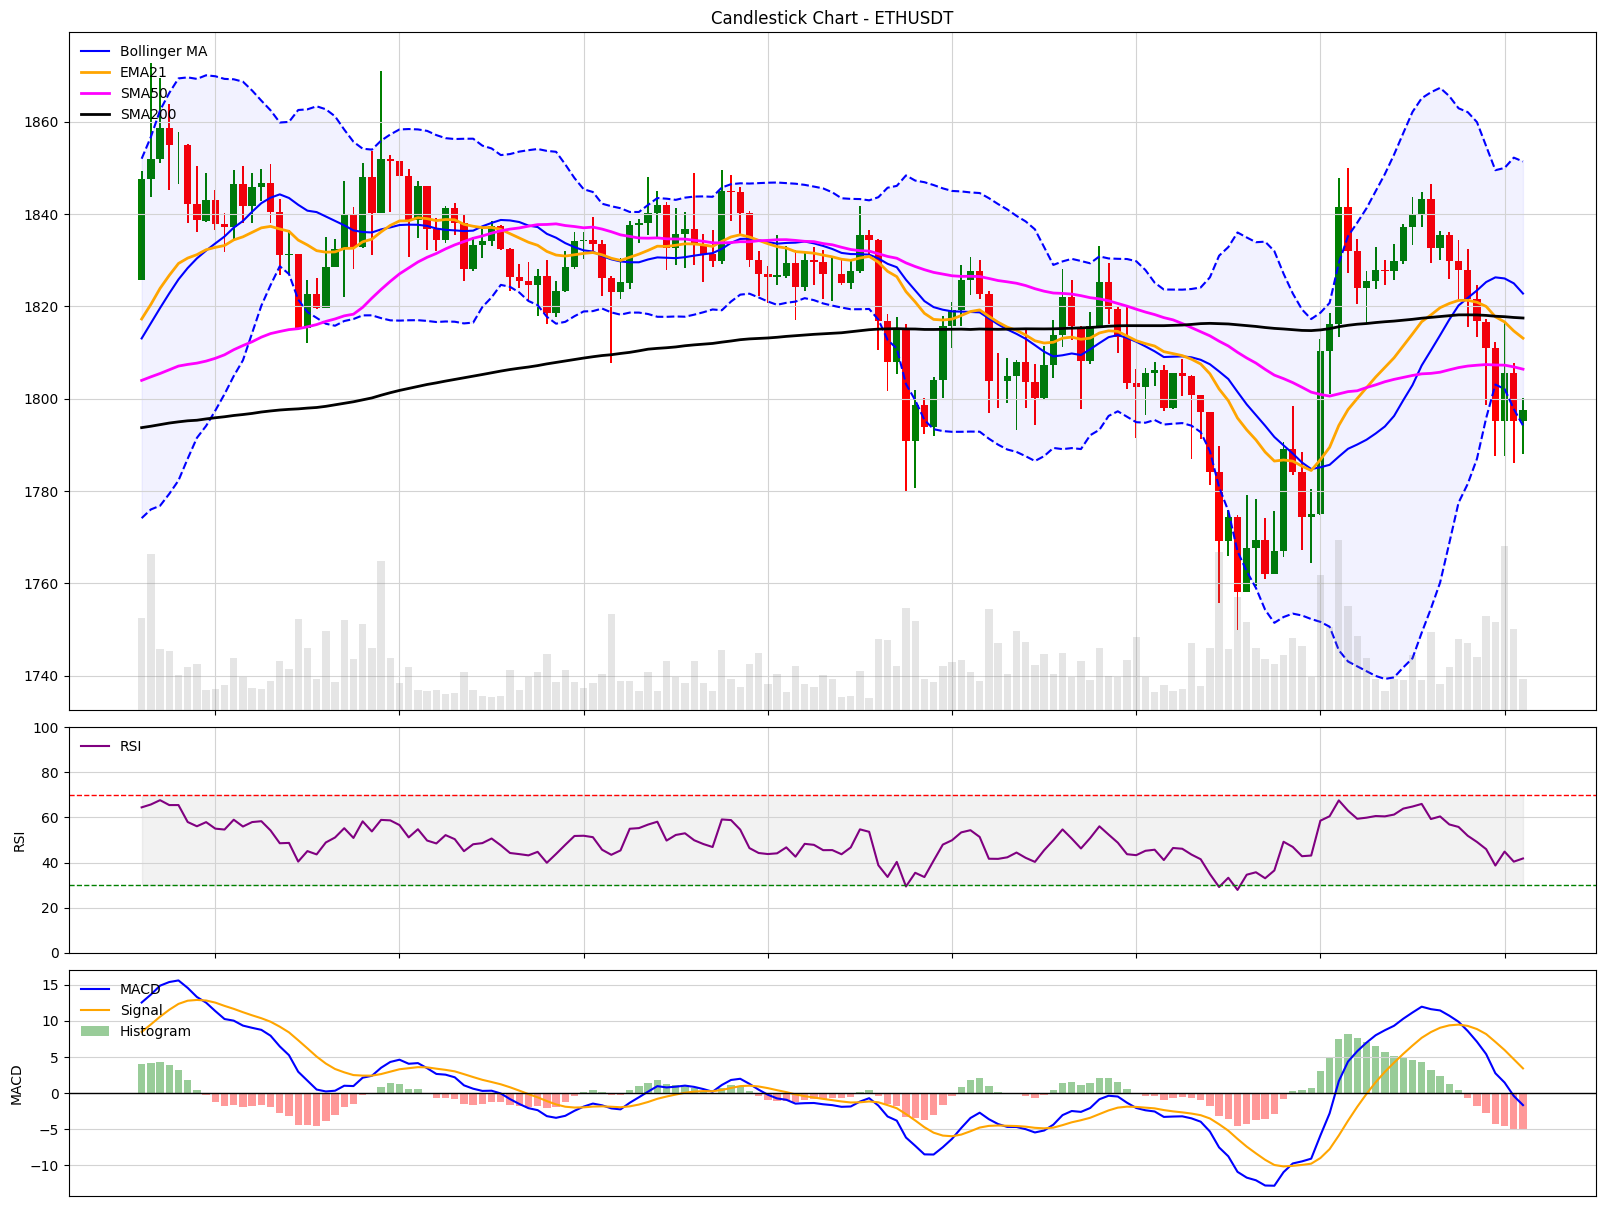 Candlestick Chart - ETHUSDT
Bollinger MA
EMA21
SMA50
SMA200
1860
1840
1820
1800
1780
1760
1740
RSI
100
80
60
40
20
0
RSI
MACD
Signal
Histogram
15
10
5
0
−5
−10
MACD